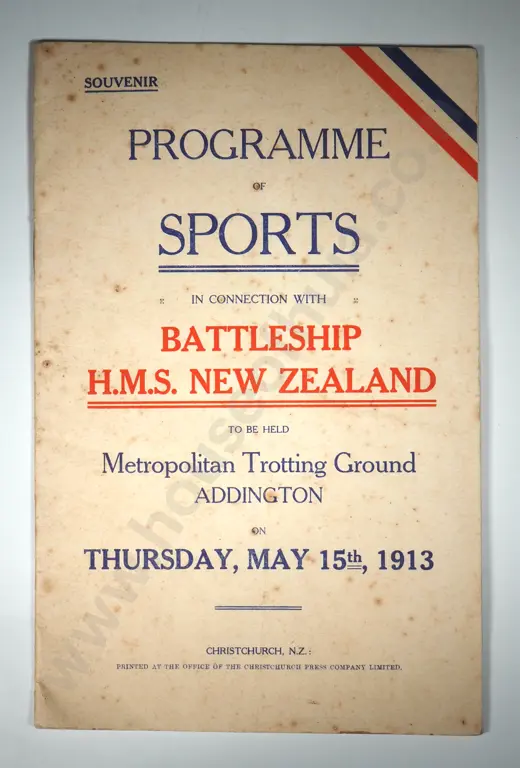 SOUVENIR
PROGRAMME
OF
SPORTS
IN CONNECTION WITH
BATTLESHIP
H.M.S. NEW ZEALAND
TO BE HELD
Metropolitan Trotting Ground
ADDINGTON
ON
THURSDAY, MAY 15th, 1913
CHRISTCHURCH, N.Z.:
PRINTED AT THE OFFICE OF THE CHRISTCHURCH PRESS COMPANY LIMITED.